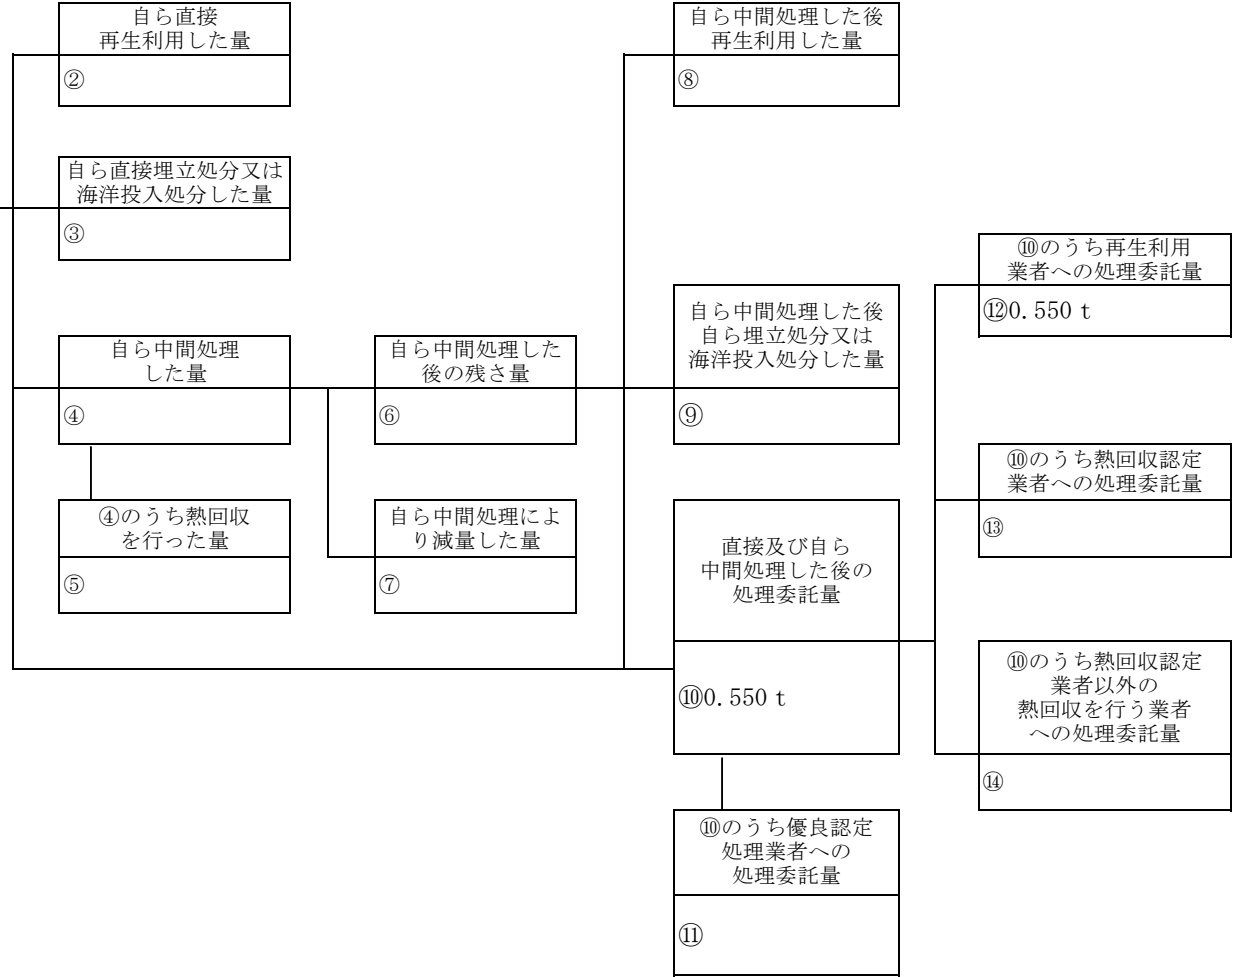 自ら直接
再生利用した量
②
自ら直接埋立処分又は
海洋投入処分した量
③
自ら中間処理
した量
④
④のうち熱回収
を行った量
⑤
自ら中間処理した
後の残さ量
⑥
自ら中間処理によ
り減量した量
⑦
自ら中間処理した後
再生利用した量
⑧
自ら中間処理した後
自ら埋立処分又は
海洋投入処分した量
⑨
直接及び自ら
中間処理した後の
処理委託量
⑩0.550 t
⑩のうち優良認定
処理業者への
処理委託量
⑪
⑩のうち再生利用
業者への処理委託量
⑫0.550 t
⑩のうち熱回収認定
業者への処理委託量
⑬
⑩のうち熱回収認定
業者以外の
熱回収を行う業者
への処理委託量
⑭